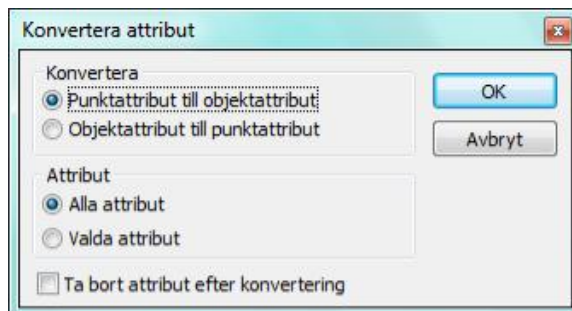 Konvertera attribut
Konvertera
Punktattribut till objektattribut
Objektattribut till punktattribut
OK
Avbryt
Attribut
Alla attribut
Valda attribut
Ta bort attribut efter konvertering